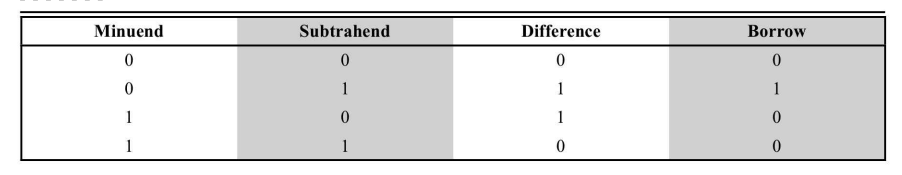 Minuend Subtrahend Difference Borrow
0 0 0 0
0 1 1 1
1 0 1 0
1 1 0 0